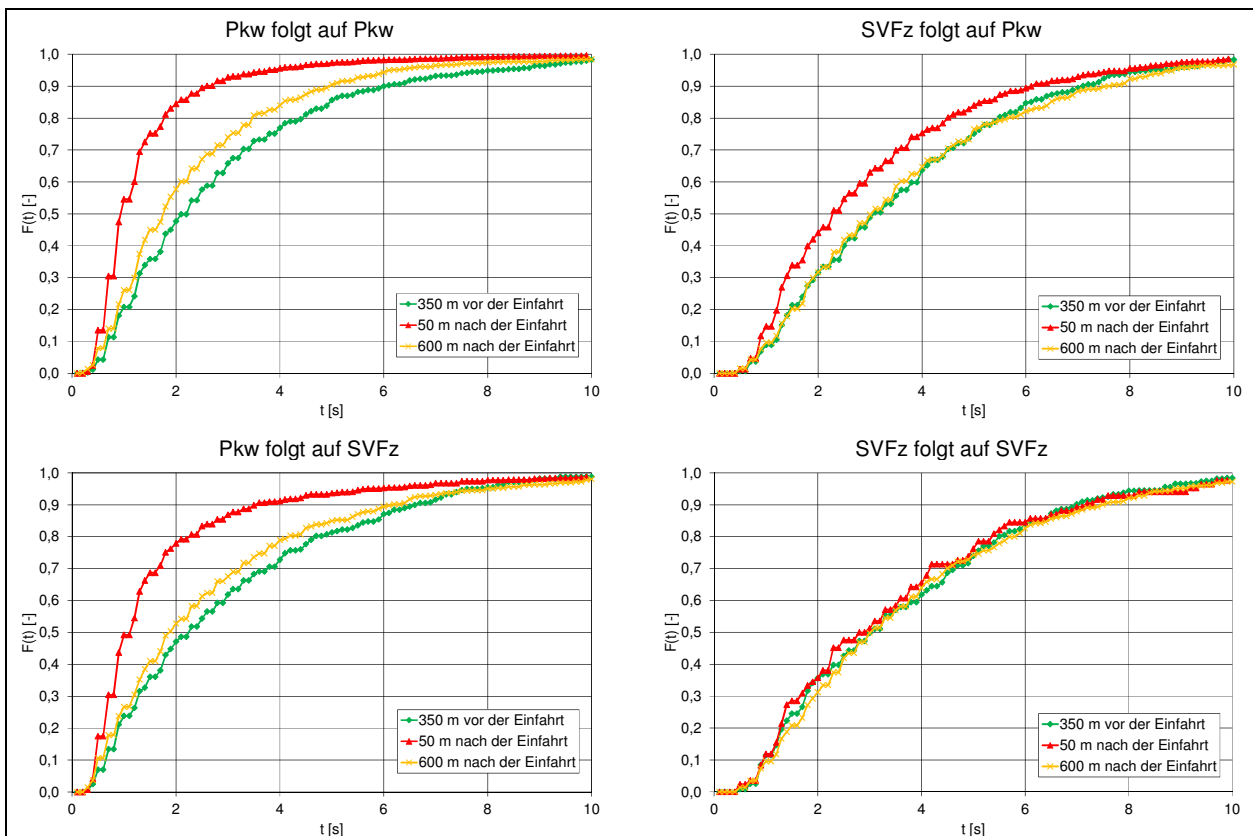 Pkw folgt auf Pkw
1,0
0,9
0,8
0,7
0,6
0,5
0,4
0,3
0,2
0,1
0,0
F(t) [-]
350 m vor der Einfahrt
50 m nach der Einfahrt
600 m nach der Einfahrt
0 2 4 6 8 10
t [s]
SVFz folgt auf Pkw
1,0
0,9
0,8
0,7
0,6
0,5
0,4
0,3
0,2
0,1
0,0
F(t) [-]
350 m vor der Einfahrt
50 m nach der Einfahrt
600 m nach der Einfahrt
0 2 4 6 8 10
t [s]
Pkw folgt auf SVFz
1,0
0,9
0,8
0,7
0,6
0,5
0,4
0,3
0,2
0,1
0,0
F(t) [-]
350 m vor der Einfahrt
50 m nach der Einfahrt
600 m nach der Einfahrt
0 2 4 6 8 10
t [s]
SVFz folgt auf SVFz
1,0
0,9
0,8
0,7
0,6
0,5
0,4
0,3
0,2
0,1
0,0
F(t) [-]
350 m vor der Einfahrt
50 m nach der Einfahrt
600 m nach der Einfahrt
0 2 4 6 8 10
t [s]